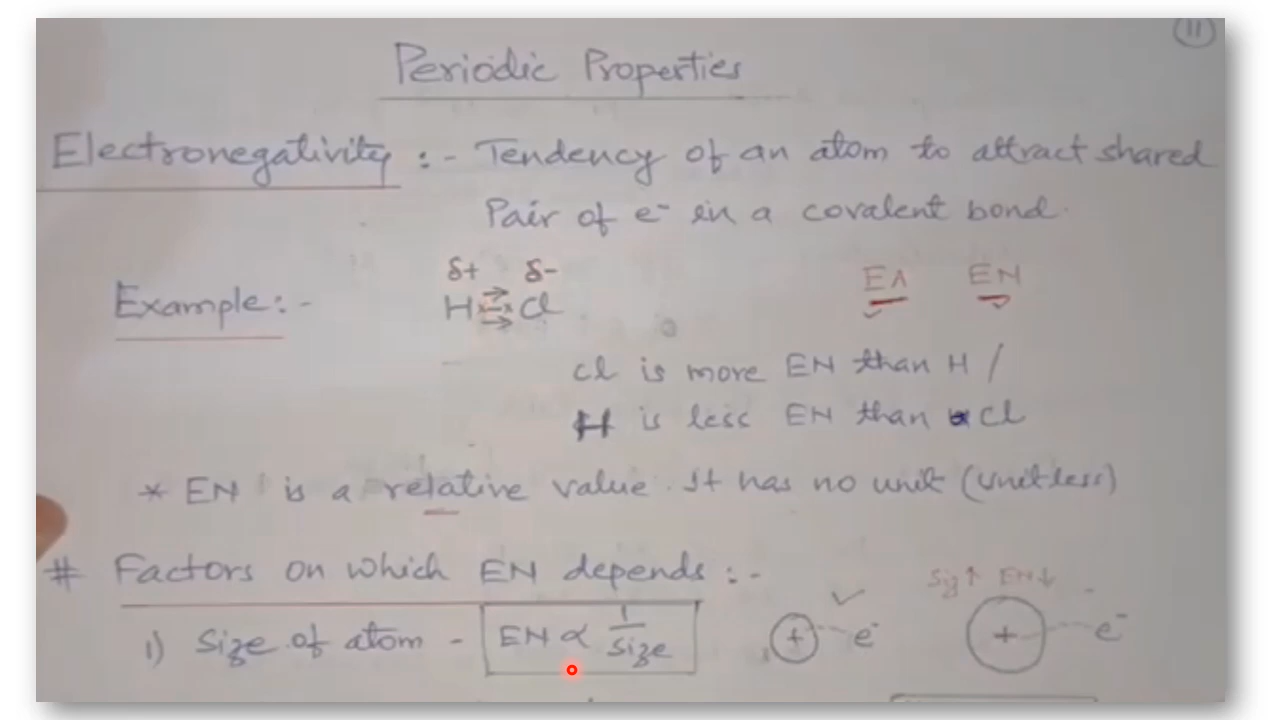 11
Periodic Properties
Electronegativity :- Tendency of an atom to attract shared
Pair of e⁻ in a covalent bond.
δ+ δ-
Example:- H Cl
EA EN
Cl is more EN than H /
H is less EN than Cl
* EN is a relative value. It has no unit (unitless)
# Factors on which EN depends :-
Siz↑ EN↓
1) Size of atom - EN ∝ 1/Size
+ e⁻ + e⁻